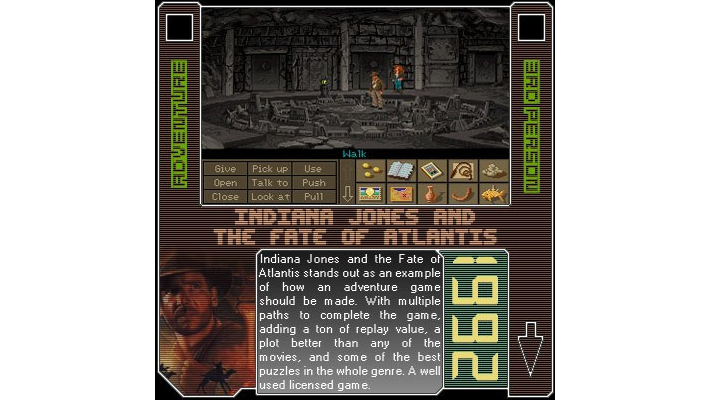 ADVENTURE
3RD PERSON
Walk
Give Pick up Use
Open Talk to Push
Close Look at Pull
INDIANA JONES AND
THE FATE OF ATLANTIS
Indiana Jones and the Fate of
Atlantis stands out as an example
of how an adventure game
should be made. With multiple
paths to complete the game,
adding a ton of replay value, a
plot better than any of the
movies, and some of the best
puzzles in the whole genre. A well
used licensed game.
1992